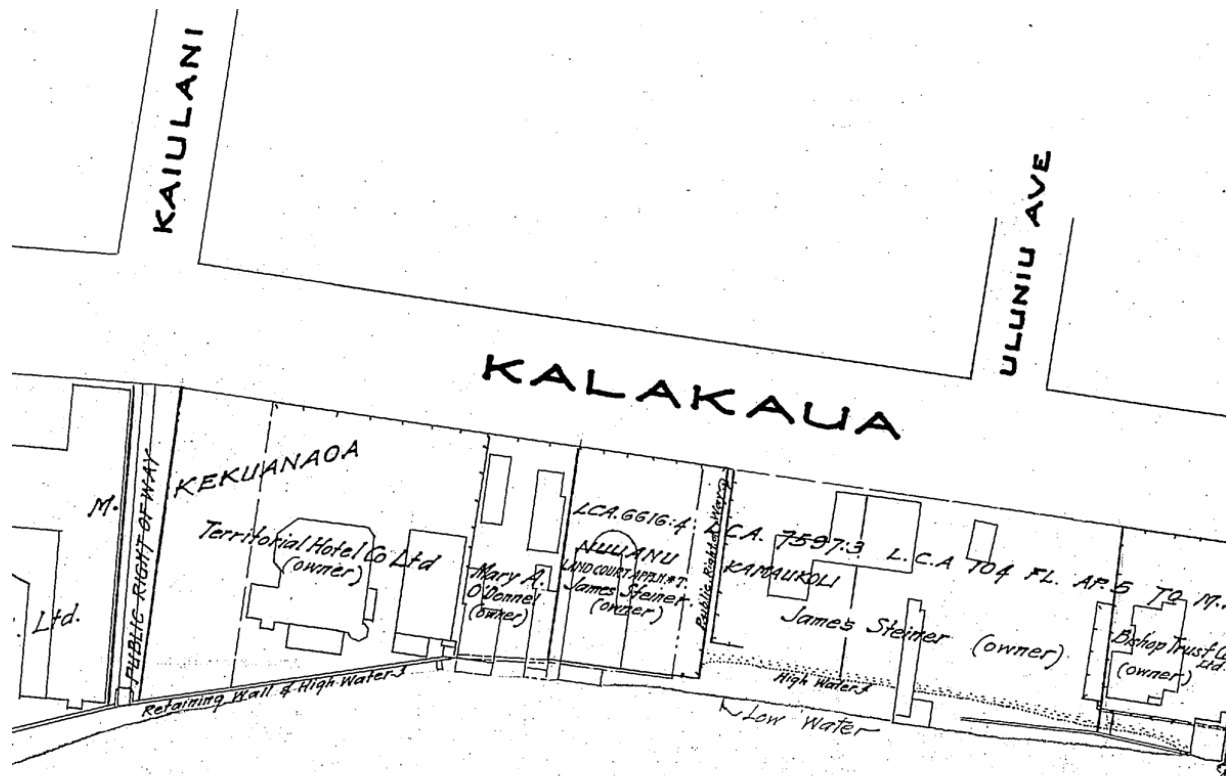 KAIULANI
ULUNIU AVE
KALAKAUA
M.
Ltd.
PUBLIC RIGHT OF WAY
KEKUANAOA
Territorial Hotel Co Ltd
(owner)
Retaining Wall & High Water
Mary A.
O'Donnel
(owner)
LCA. 6616:4
NUUANU
LAND COURT APPLN. # 7.
James Steiner.
(owner)
Public Right of Way
L.C.A. 7597:3
KAMAUKOLI
L.C.A 104 FL. AP. 5 TO M.
James Steiner (owner)
Bishop Trust
Ltd.
(owner)
High Water
Low Water